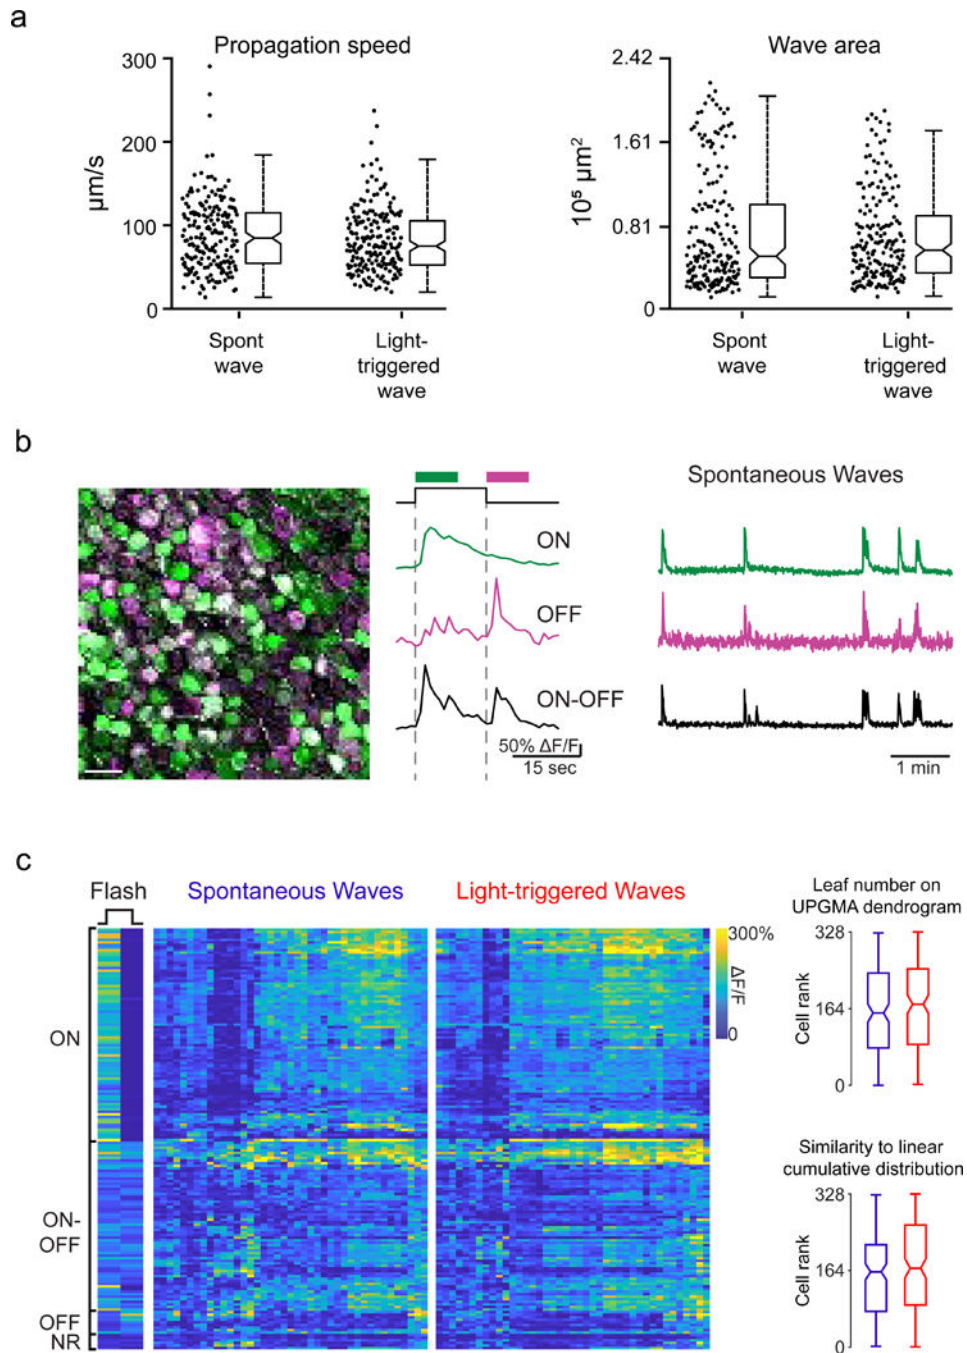 a
Propagation speed
300
200
100
0
μm/s
Spont
wave
Light-
triggered
wave
Wave area
2.42
1.61
0.81
0
10⁵ μm²
Spont
wave
Light-
triggered
wave
b
ON
OFF
ON-OFF
50% ΔF/F
15 sec
Spontaneous Waves
1 min
c
Flash
Spontaneous Waves
Light-triggered Waves
ON
ON-
OFF
OFF
NR
300%
ΔF/F
0
Leaf number on
UPGMA dendrogram
328
164
0
Cell rank
Similarity to linear
cumulative distribution
328
164
0
Cell rank